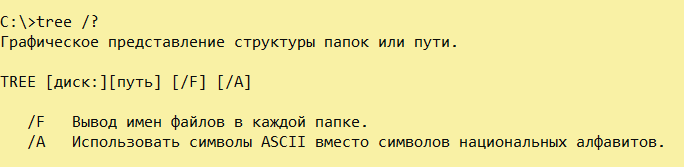 C:\>tree /?
Графическое представление структуры папок или пути.
TREE [диск:][путь] [/F] [/A]
/F Вывод имен файлов в каждой папке.
/A Использовать символы ASCII вместо символов национальных алфавитов.